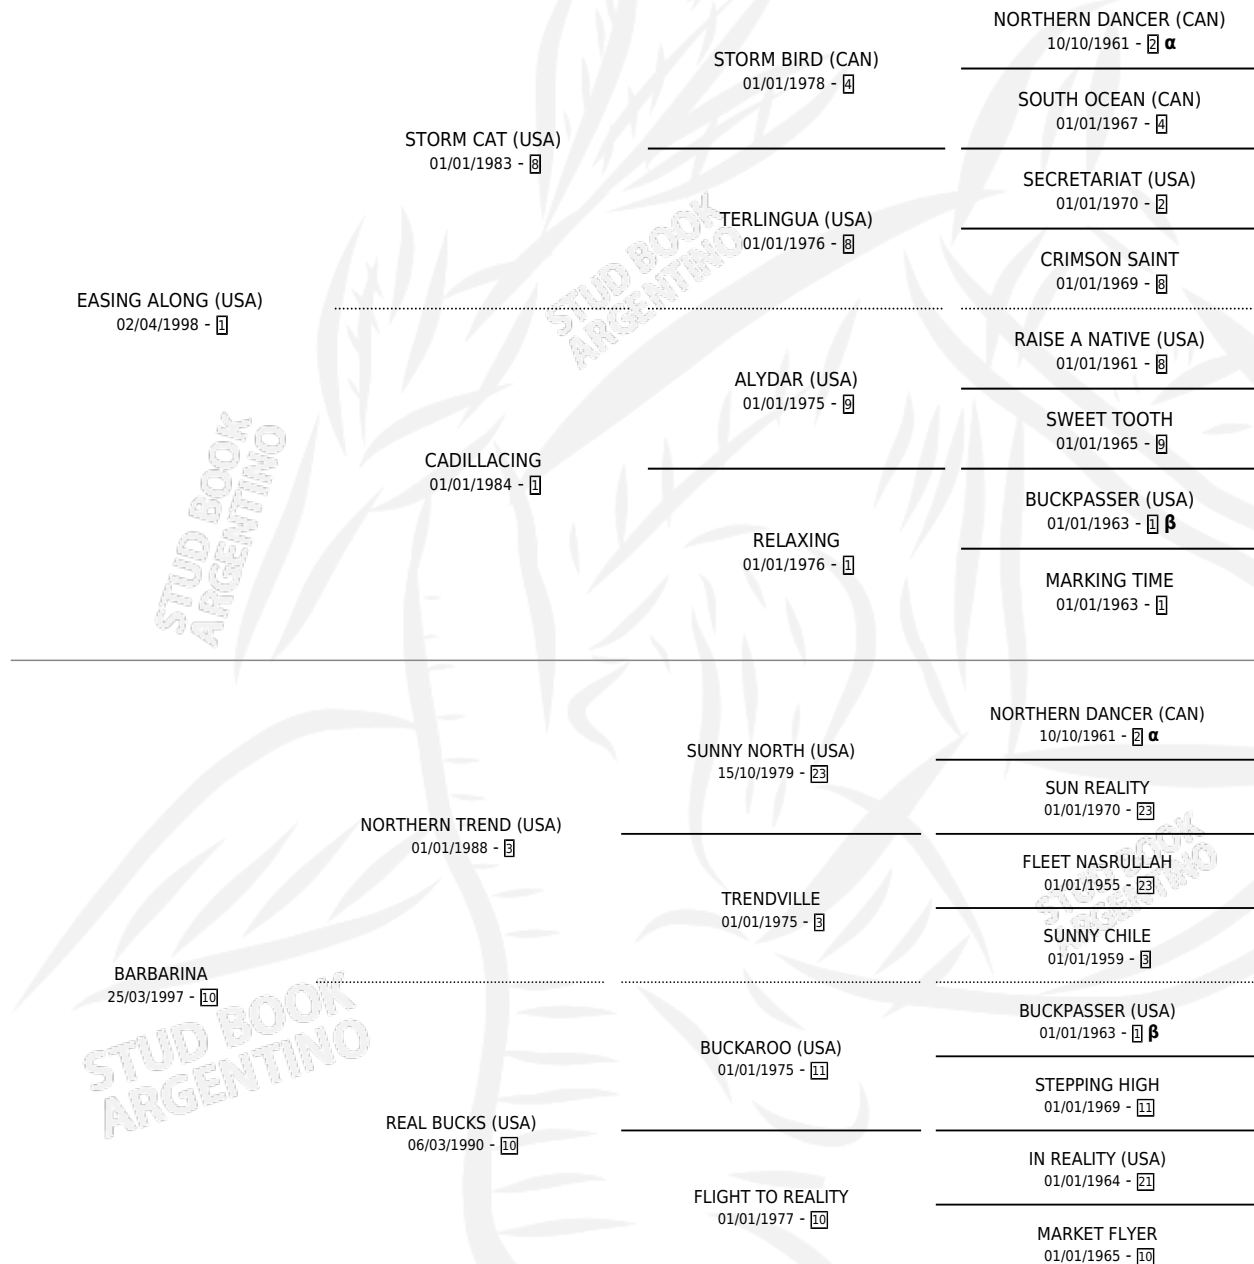 NORTHERN DANCER (CAN)
10/10/1961 - 2 α
STORM BIRD (CAN)
01/01/1978 - 4
SOUTH OCEAN (CAN)
01/01/1967 - 4
STORM CAT (USA)
01/01/1983 - 8
SECRETARIAT (USA)
01/01/1970 - 2
TERLINGUA (USA)
01/01/1976 - 8
CRIMSON SAINT
01/01/1969 - 8
EASING ALONG (USA)
02/04/1998 - 1
RAISE A NATIVE (USA)
01/01/1961 - 8
ALYDAR (USA)
01/01/1975 - 9
SWEET TOOTH
01/01/1965 - 9
CADILLACING
01/01/1984 - 1
BUCKPASSER (USA)
01/01/1963 - 1 β
RELAXING
01/01/1976 - 1
MARKING TIME
01/01/1963 - 1
NORTHERN DANCER (CAN)
10/10/1961 - 2 α
SUNNY NORTH (USA)
15/10/1979 - 23
SUN REALITY
01/01/1970 - 23
NORTHERN TREND (USA)
01/01/1988 - 3
FLEET NASRULLAH
01/01/1955 - 23
TRENDVILLE
01/01/1975 - 3
SUNNY CHILE
01/01/1959 - 3
BARBARINA
25/03/1997 - 10
BUCKPASSER (USA)
01/01/1963 - 1 β
BUCKAROO (USA)
01/01/1975 - 11
STEPPING HIGH
01/01/1969 - 11
REAL BUCKS (USA)
06/03/1990 - 10
IN REALITY (USA)
01/01/1964 - 21
FLIGHT TO REALITY
01/01/1977 - 10
MARKET FLYER
01/01/1965 - 10
STUD BOOK
ARGENTINO
STUD BOOK
ARGENTINO
STUD BOOK
ARGENTINO
STUD BOOK
ARGENTINO